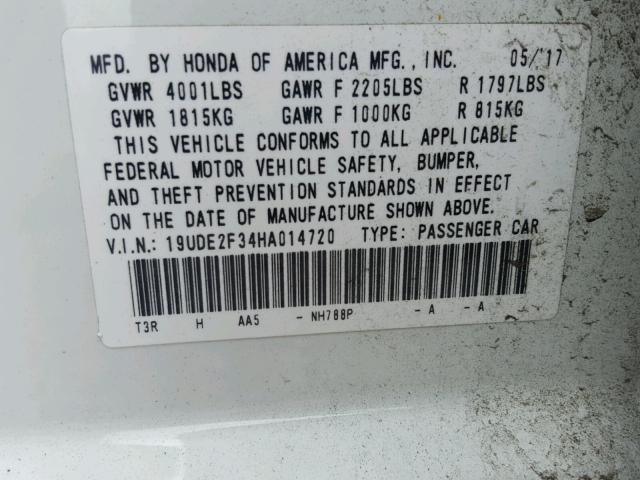 MFD. BY HONDA OF AMERICA MFG., INC. 05/'17
GVWR 4001LBS GAWR F 2205LBS R 1797LBS
GVWR 1815KG GAWR F 1000KG R 815KG
THIS VEHICLE CONFORMS TO ALL APPLICABLE
FEDERAL MOTOR VEHICLE SAFETY, BUMPER,
AND THEFT PREVENTION STANDARDS IN EFFECT
ON THE DATE OF MANUFACTURE SHOWN ABOVE.
V.I.N.: 19UDE2F34HA014720 TYPE: PASSENGER CAR
T3R H AA5 - NH788P - A - A